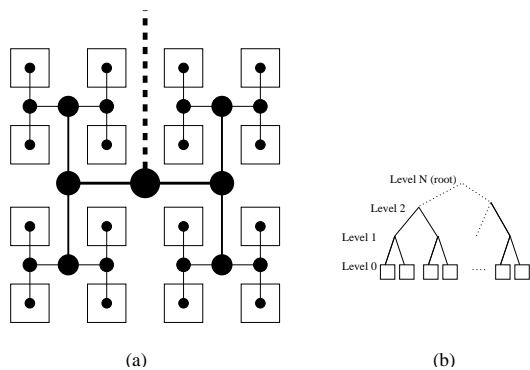 Level N (root)
Level 2
Level 1
Level 0
....
....
(a)
(b)